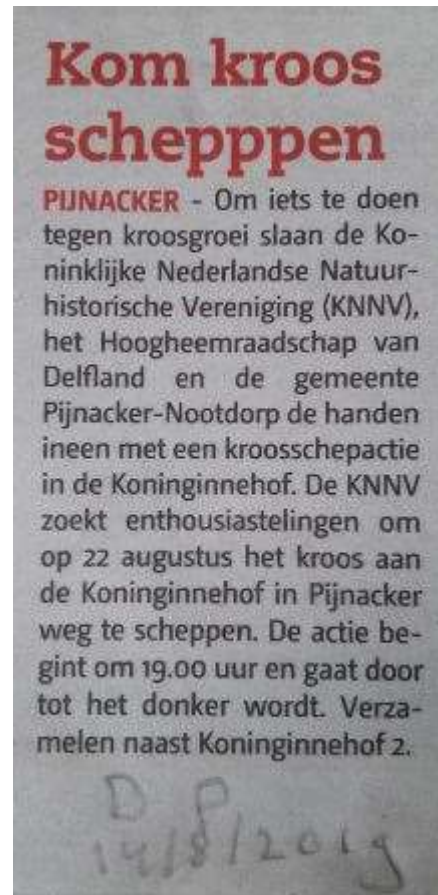 Kom kroos
schepppen
PIJNACKER - Om iets te doen
tegen kroosgroei slaan de Ko-
ninklijke Nederlandse Natuur-
historische Vereniging (KNNV),
het Hoogheemraadschap van
Delfland en de gemeente
Pijnacker-Nootdorp de handen
ineen met een kroosschepactie
in de Koninginnehof. De KNNV
zoekt enthousiastelingen om
op 22 augustus het kroos aan
de Koninginnehof in Pijnacker
weg te scheppen. De actie be-
gint om 19.00 uur en gaat door
tot het donker wordt. Verza-
melen naast Koninginnehof 2.
D P
14/8/2019